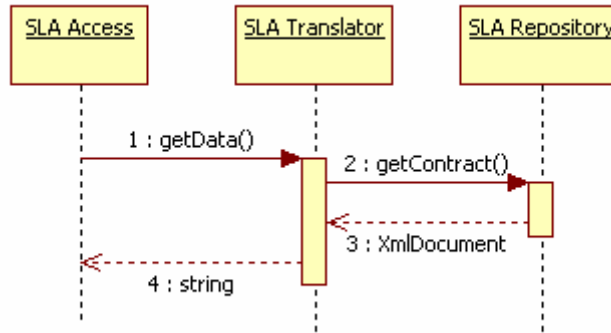 SLA Access
SLA Translator
SLA Repository
1 : getData()
2 : getContract()
3 : XmlDocument
4 : string